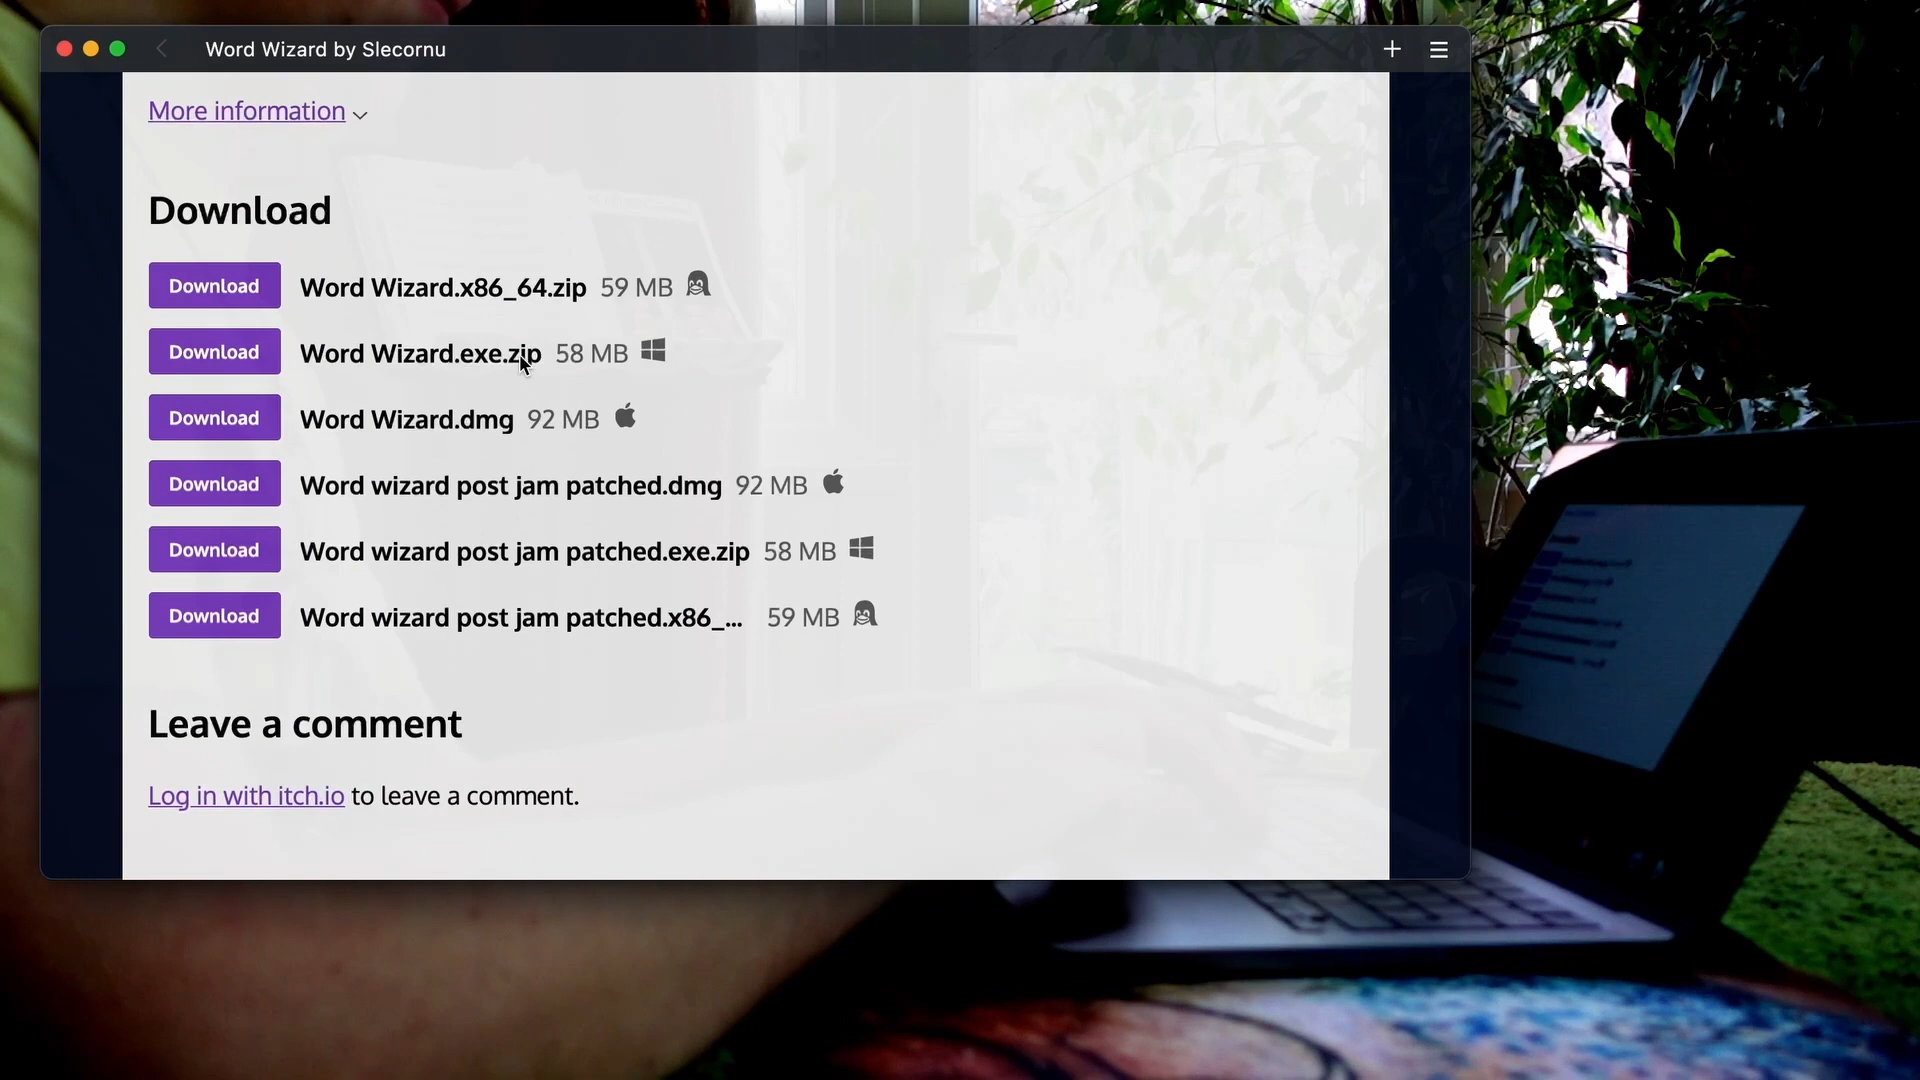 Word Wizard by Slecornu
More information
Download
Download Word Wizard.x86_64.zip 59 MB
Download Word Wizard.exe.zip 58 MB
Download Word Wizard.dmg 92 MB
Download Word wizard post jam patched.dmg 92 MB
Download Word wizard post jam patched.exe.zip 58 MB
Download Word wizard post jam patched.x86_... 59 MB
Leave a comment
Log in with itch.io to leave a comment.